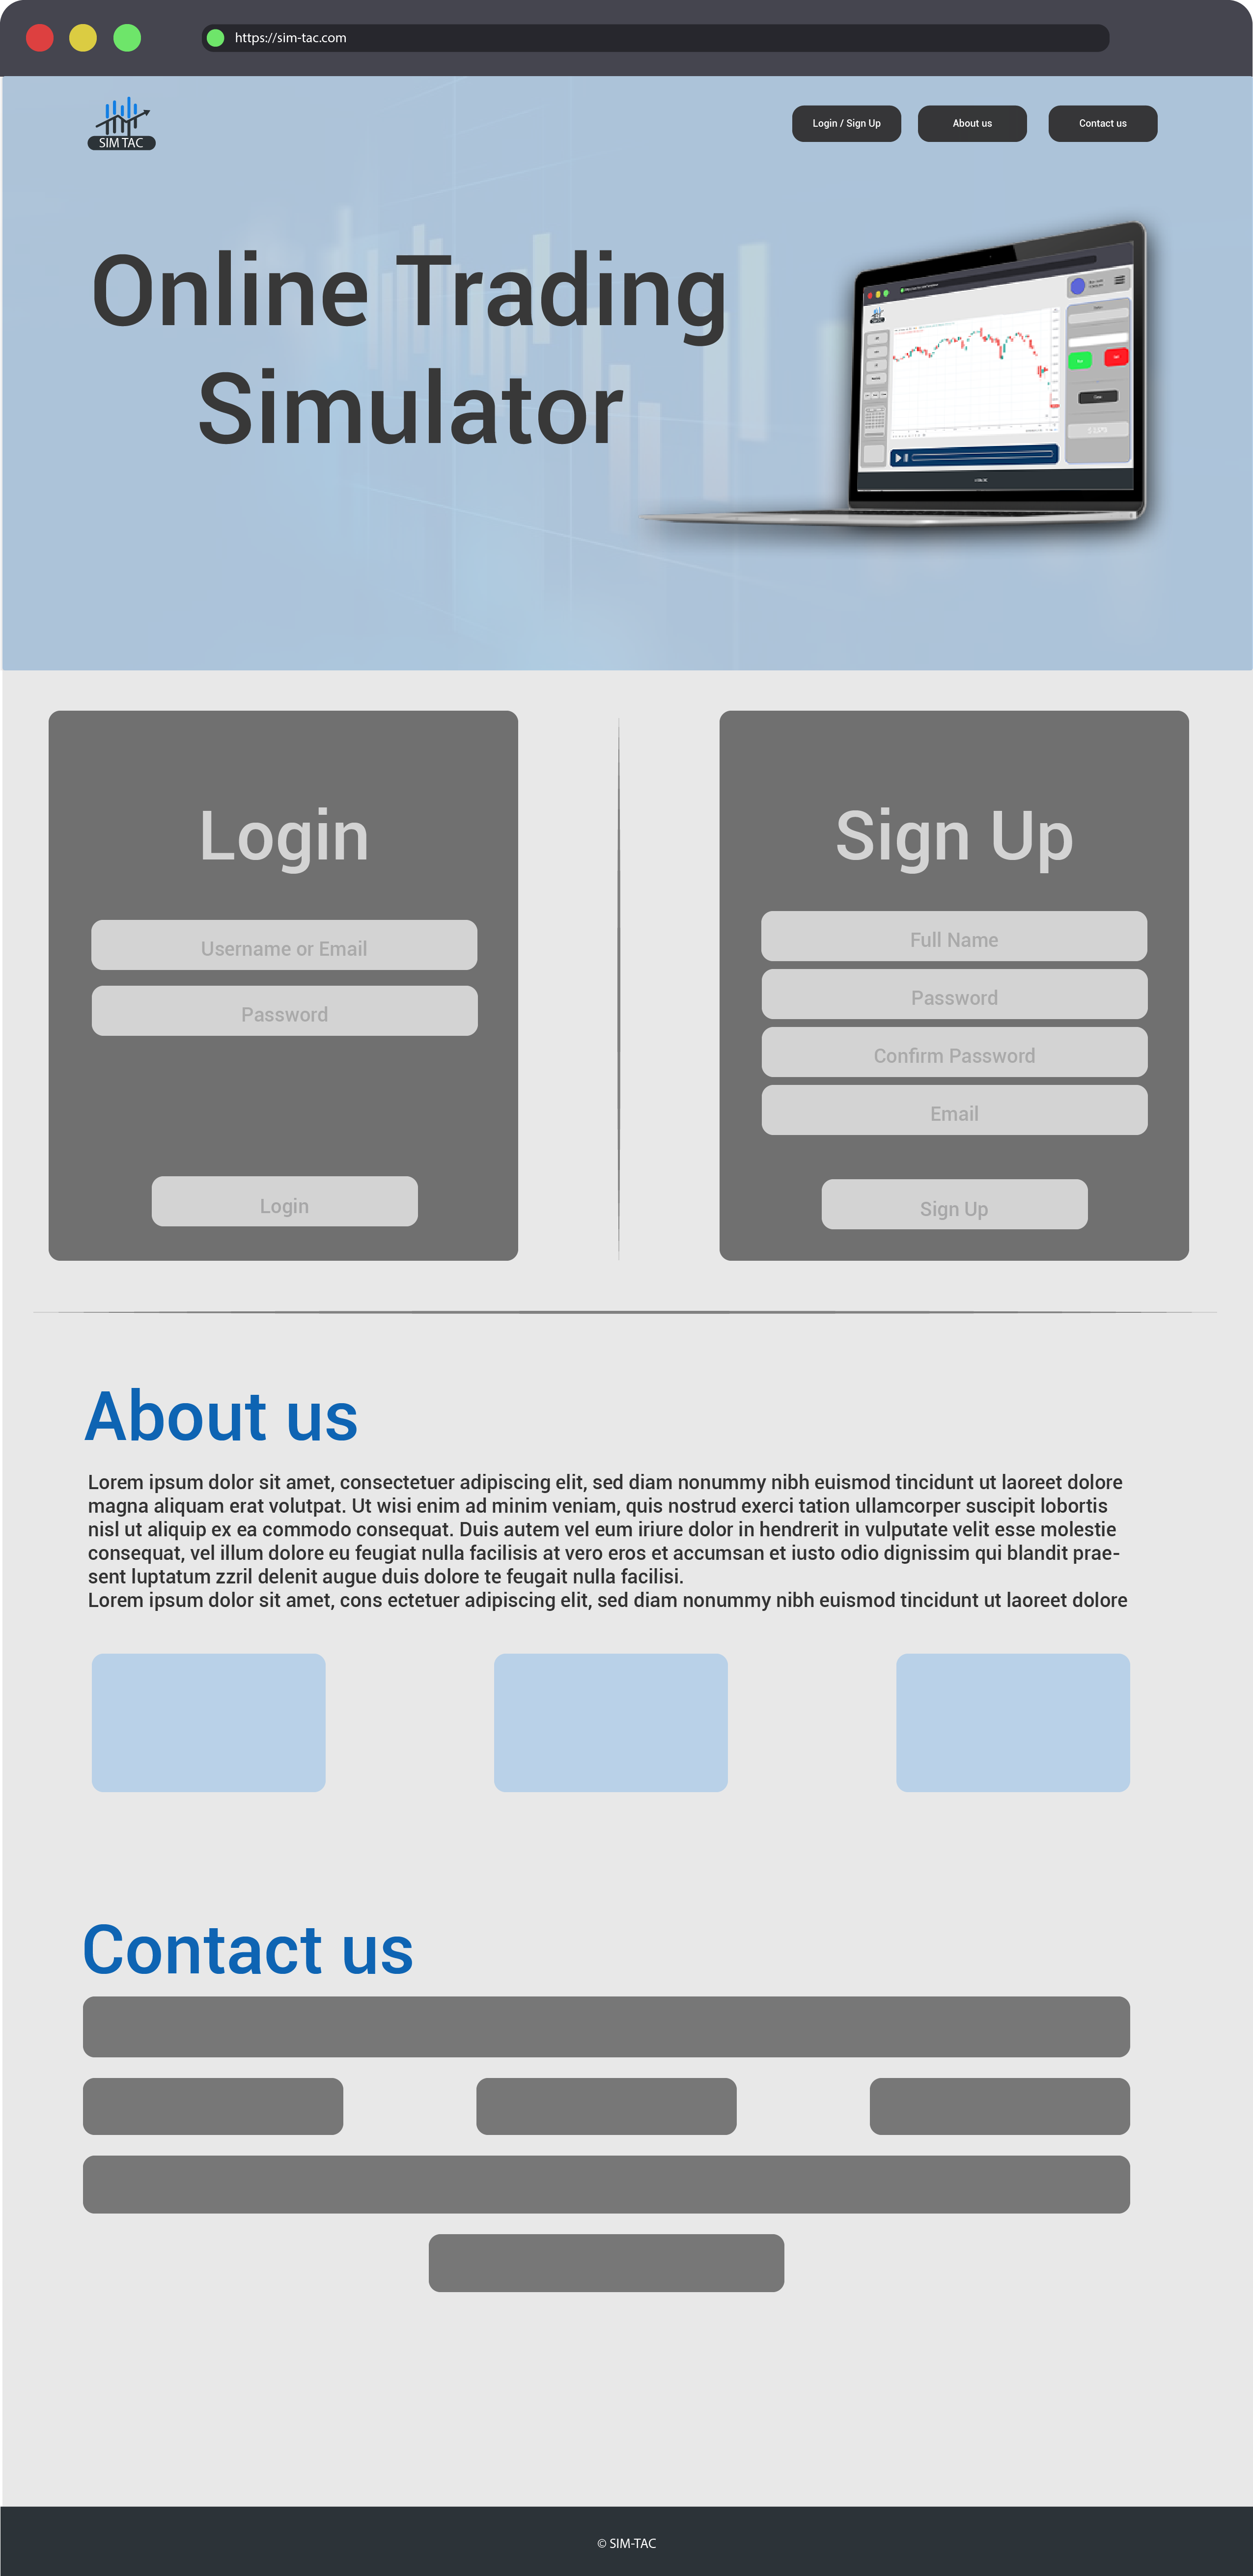 https://sim-tac.com
SIM TAC
Login / Sign Up
About us
Contact us
Online Trading
Simulator
Login
Username or Email
Password
Login
Sign Up
Full Name
Password
Confirm Password
Email
Sign Up
About us
Lorem ipsum dolor sit amet, consectetuer adipiscing elit, sed diam nonummy nibh euismod tincidunt ut laoreet dolore
magna aliquam erat volutpat. Ut wisi enim ad minim veniam, quis nostrud exerci tation ullamcorper suscipit lobortis
nisl ut aliquip ex ea commodo consequat. Duis autem vel eum iriure dolor in hendrerit in vulputate velit esse molestie
consequat, vel illum dolore eu feugiat nulla facilisis at vero eros et accumsan et iusto odio dignissim qui blandit prae-
sent luptatum zzril delenit augue duis dolore te feugait nulla facilisi.
Lorem ipsum dolor sit amet, cons ectetuer adipiscing elit, sed diam nonummy nibh euismod tincidunt ut laoreet dolore
Contact us
© SIM-TAC